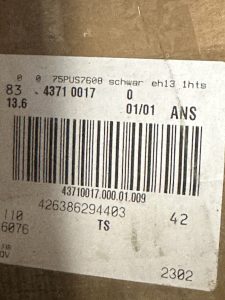 0 0 75PUS7608 schwar eh13 1hts
83 - 4371 0017 0
13.6 01/01 ANS
43710017.000.01.009
426386294403 42
110 TS
6076
2302